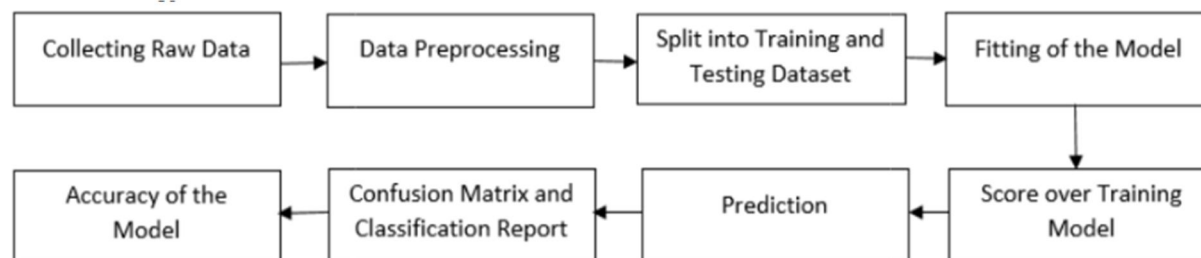 Collecting Raw Data
Data Preprocessing
Split into Training and
Testing Dataset
Fitting of the Model
Score over Training
Model
Prediction
Confusion Matrix and
Classification Report
Accuracy of the
Model